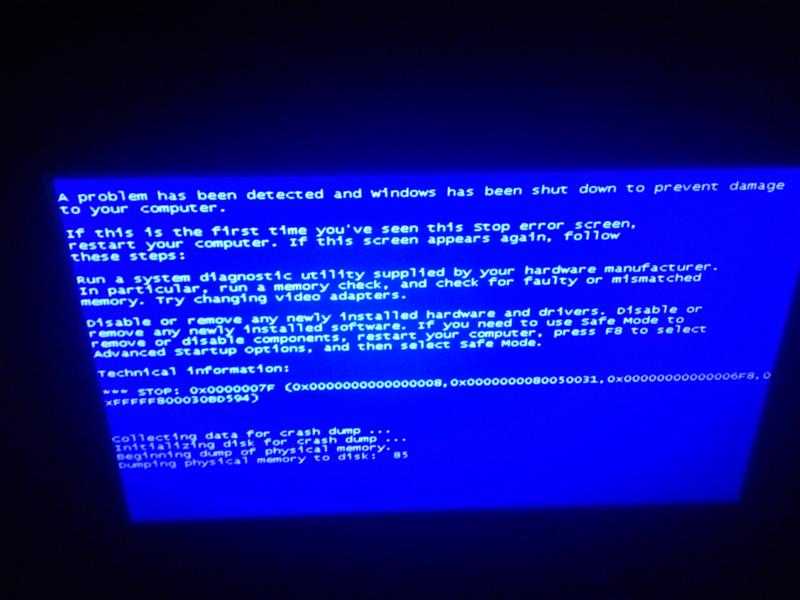 A problem has been detected and Windows has been shut down to prevent damage
to your computer.
If this is the first time you've seen this Stop error screen,
restart your computer. If this screen appears again, follow
these steps:
Run a system diagnostic utility supplied by your hardware manufacturer.
In particular, run a memory check, and check for faulty or mismatched
memory. Try changing video adapters.
Disable or remove any newly installed hardware and drivers. Disable or
remove any newly installed software. If you need to use Safe Mode to
remove or disable components, restart your computer, press F8 to select
Advanced Startup Options, and then select Safe Mode.
Technical information:
*** STOP: 0x0000007F (0x0000000000000008,0x0000000080050031,0x00000000000006F8,0
xFFFFF800030BD594)
Collecting data for crash dump ...
Initializing disk for crash dump ...
Beginning dump of physical memory.
Dumping physical memory to disk: 85